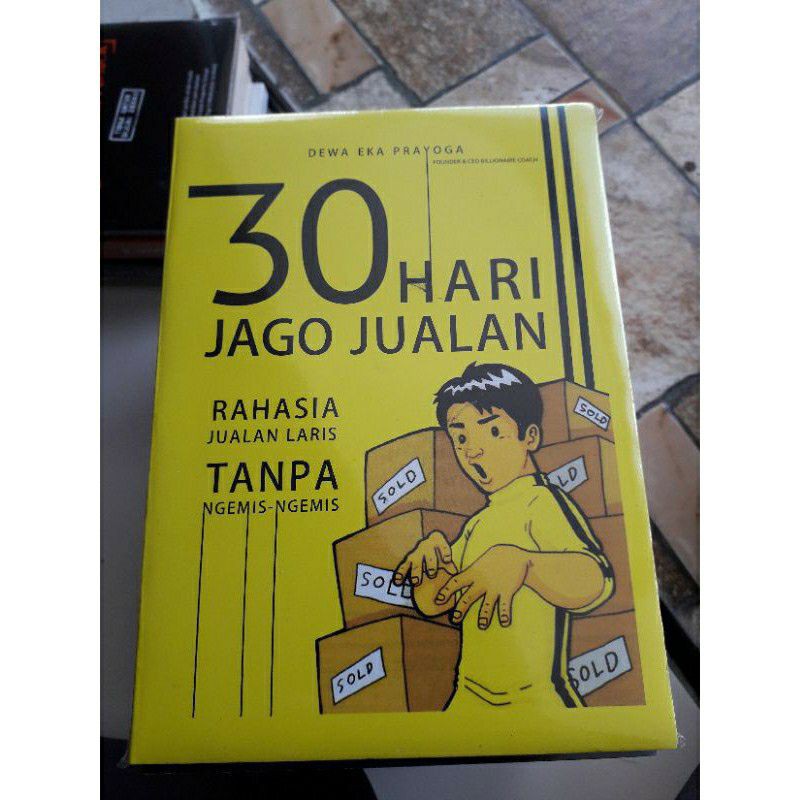 DEWA EKA PRAYOGA
FOUNDER & CEO BILLIONAIRE COACH
30 HARI
JAGO JUALAN
RAHASIA
JUALAN LARIS
TANPA
NGEMIS-NGEMIS
SOLD
SOLD
SOLD
SOLD
SOLD
SOLD